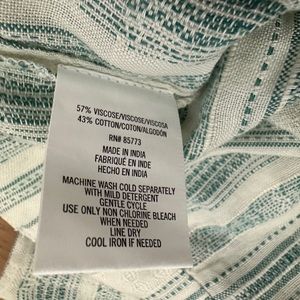 57% VISCOSE/VISCOSE/VISCOSA
43% COTTON/COTON/ALGODÓN
RN# 85773
MADE IN INDIA
FABRIQUÉ EN INDE
HECHO EN INDIA
MACHINE WASH COLD SEPARATELY
WITH MILD DETERGENT
GENTLE CYCLE
USE ONLY NON CHLORINE BLEACH
WHEN NEEDED
LINE DRY
COOL IRON IF NEEDED